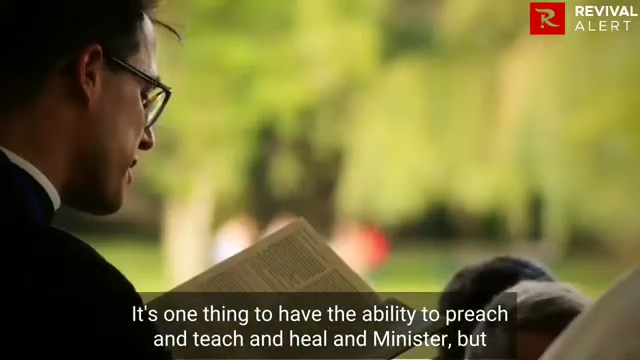 REVIVAL
ALERT
It's one thing to have the ability to preach
and teach and heal and Minister, but